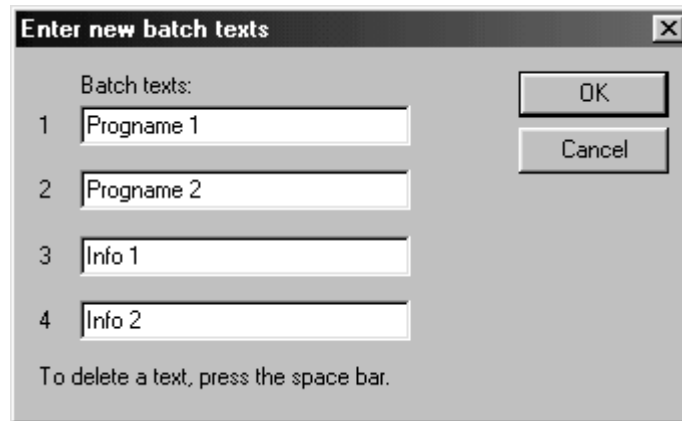 Enter new batch texts
Batch texts:
OK
1 Progname 1
Cancel
2 Progname 2
3 Info 1
4 Info 2
To delete a text, press the space bar.